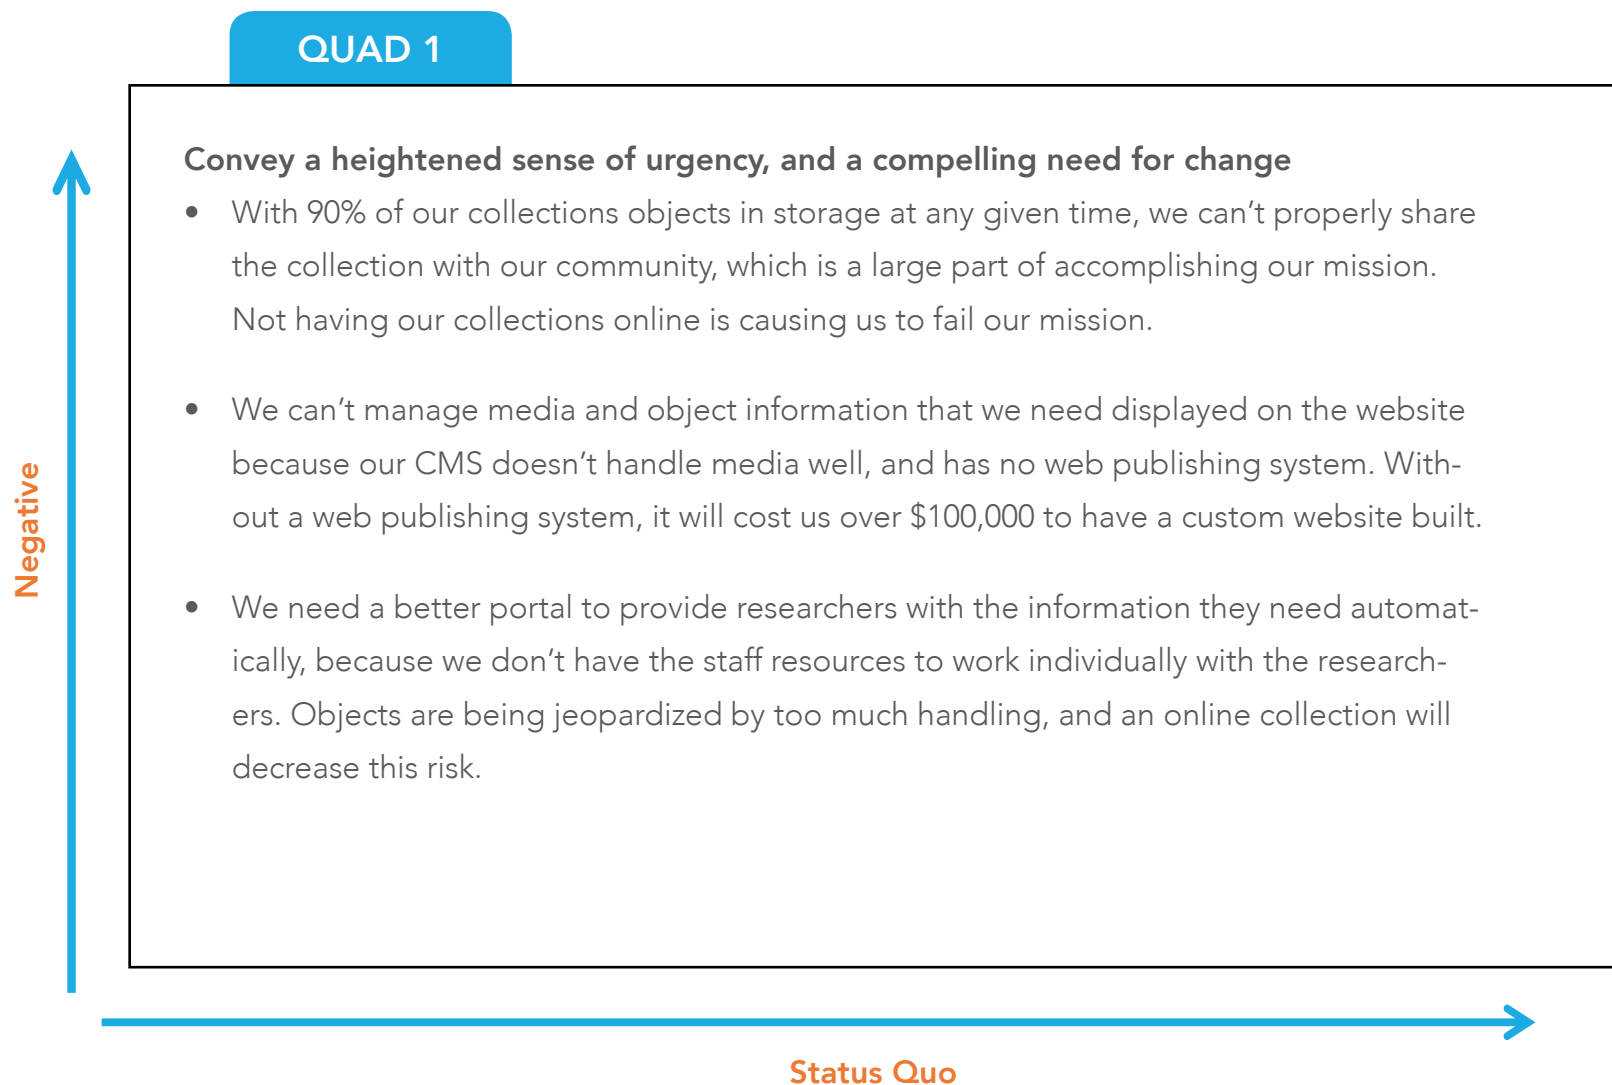 QUAD 1
Convey a heightened sense of urgency, and a compelling need for change
• With 90% of our collections objects in storage at any given time, we can’t properly share
the collection with our community, which is a large part of accomplishing our mission.
Not having our collections online is causing us to fail our mission.
• We can’t manage media and object information that we need displayed on the website
because our CMS doesn’t handle media well, and has no web publishing system. With-
out a web publishing system, it will cost us over $100,000 to have a custom website built.
• We need a better portal to provide researchers with the information they need automat-
ically, because we don’t have the staff resources to work individually with the research-
ers. Objects are being jeopardized by too much handling, and an online collection will
decrease this risk.
Negative
Status Quo